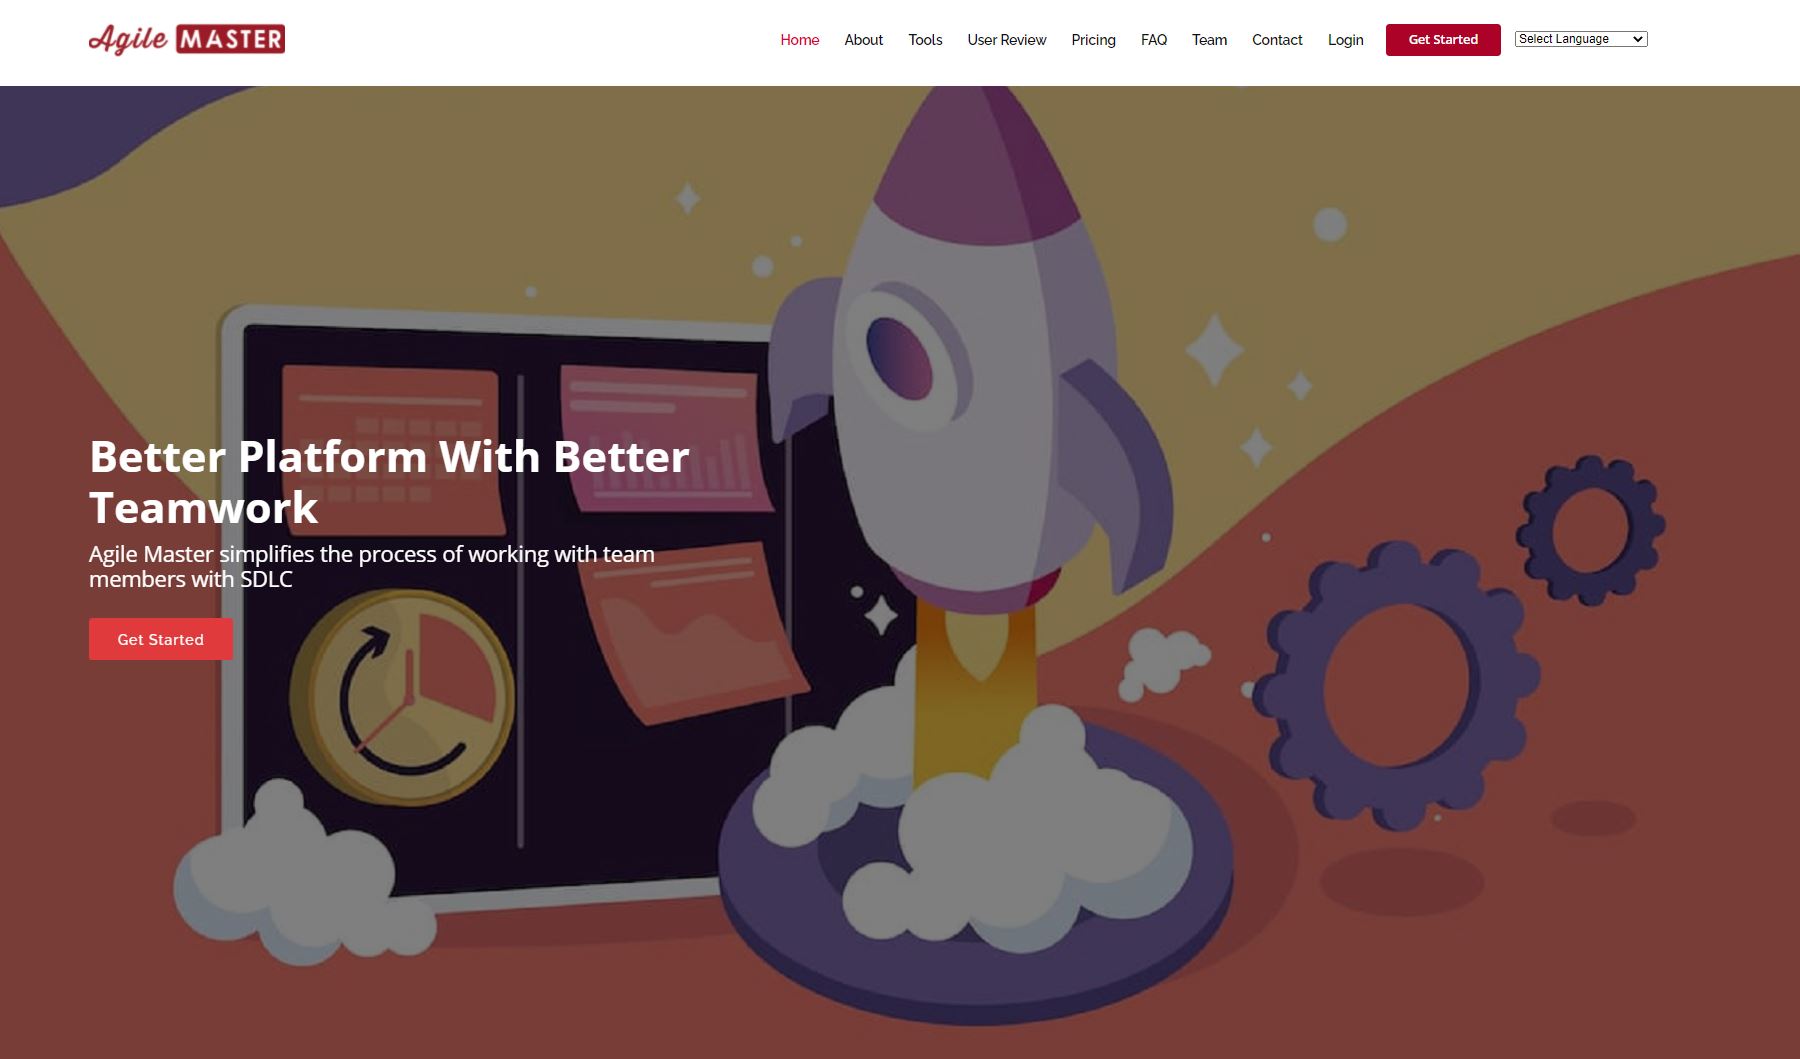 Agile MASTER
Home About Tools User Review Pricing FAQ Team Contact Login Get Started Select Language
Better Platform With Better
Teamwork
Agile Master simplifies the process of working with team
members with SDLC
Get Started